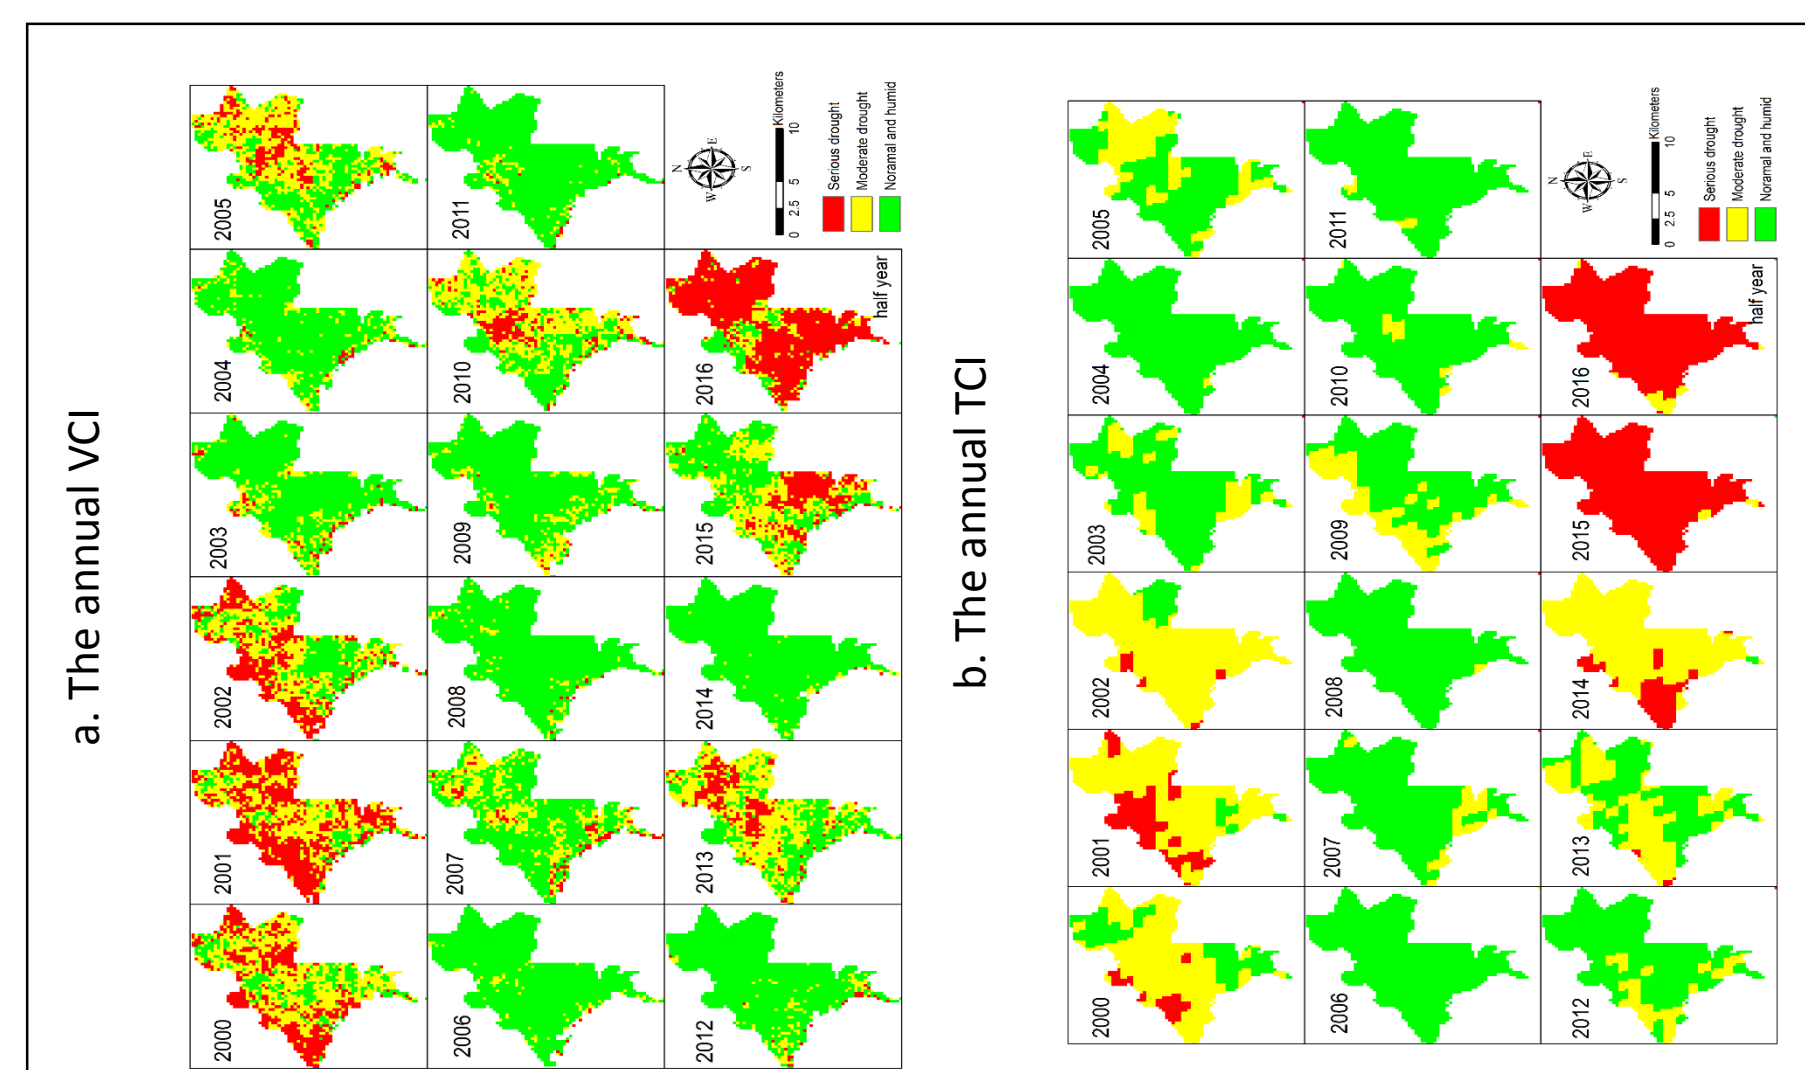 a. The annual VCI
2000
2001
2002
2003
2004
2005
2006
2007
2008
2009
2010
2011
2012
2013
2014
2015
2016
half year
N
E
S
W
0 2.5 5 10
Kilometers
Serious drought
Moderate drought
Noramal and humid
b. The annual TCI
2000
2001
2002
2003
2004
2005
2006
2007
2008
2009
2010
2011
2012
2013
2014
2015
2016
half year
N
E
S
W
0 2.5 5 10
Kilometers
Serious drought
Moderate drought
Noramal and humid